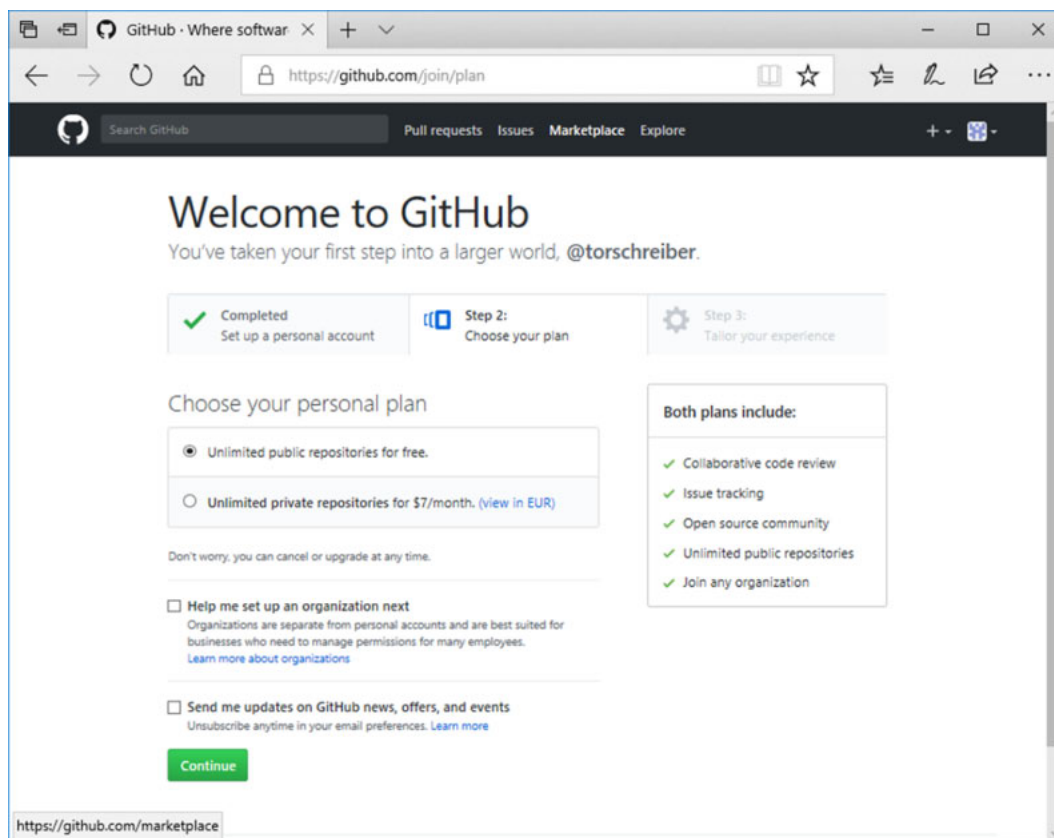 GitHub · Where softwar
https://github.com/join/plan
Search GitHub
Pull requests Issues Marketplace Explore
Welcome to GitHub
You've taken your first step into a larger world, @torschreiber.
Completed
Set up a personal account
Step 2:
Choose your plan
Step 3:
Tailor your experience
Choose your personal plan
Unlimited public repositories for free.
Unlimited private repositories for $7/month. (view in EUR)
Don't worry, you can cancel or upgrade at any time.
Help me set up an organization next
Organizations are separate from personal accounts and are best suited for
businesses who need to manage permissions for many employees.
Learn more about organizations
Send me updates on GitHub news, offers, and events
Unsubscribe anytime in your email preferences. Learn more
Continue
Both plans include:
Collaborative code review
Issue tracking
Open source community
Unlimited public repositories
Join any organization
https://github.com/marketplace